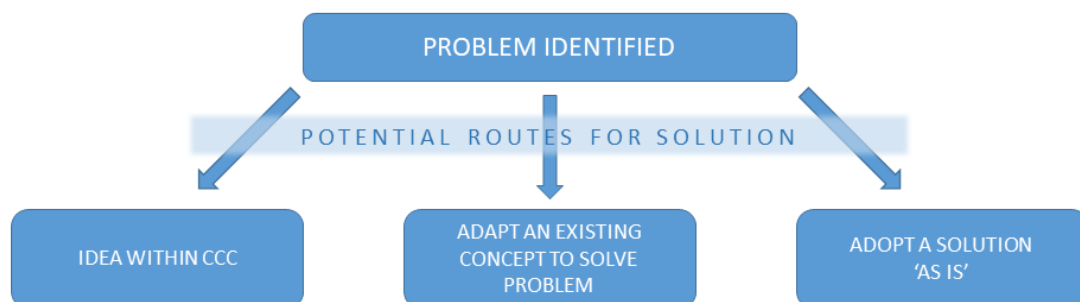 PROBLEM IDENTIFIED
POTENTIAL ROUTES FOR SOLUTION
IDEA WITHIN CCC
ADAPT AN EXISTING
CONCEPT TO SOLVE
PROBLEM
ADOPT A SOLUTION
‘AS IS’